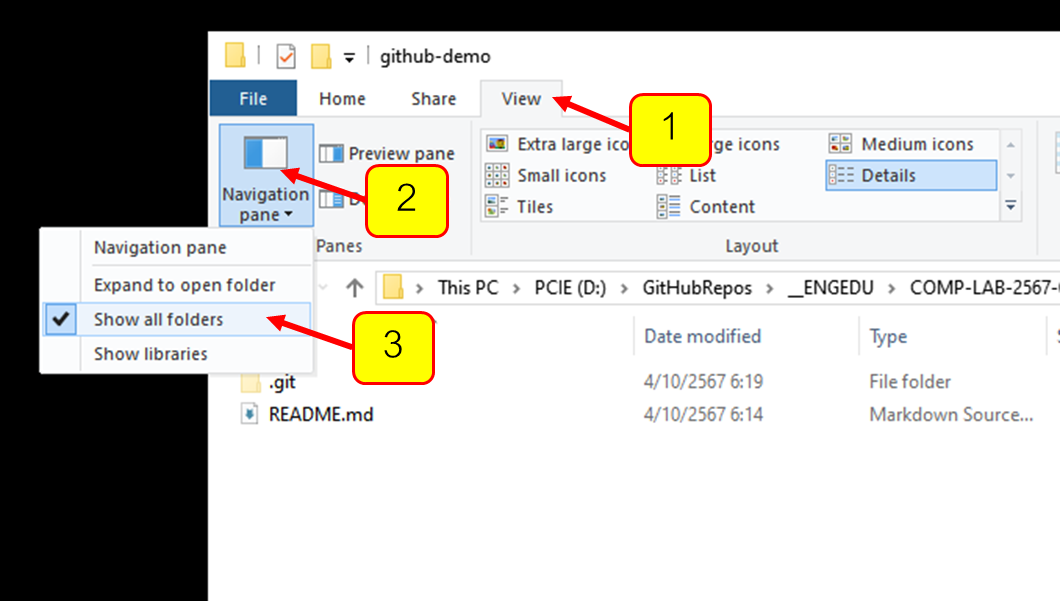 github-demo
File Home Share View
1
Navigation pane
Preview pane
2
Extra large
icons
Medium icons
Small icons
List
Details
Tiles
Content
Panes
Layout
Navigation pane
Expand to open folder
Show all folders
Show libraries
3
This PC > PCIE (D:) > GitHubRepos > __ENGEDU > COMP-LAB-2567-
Date modified
Type
.git
4/10/2567 6:19
File folder
README.md
4/10/2567 6:14
Markdown Source...